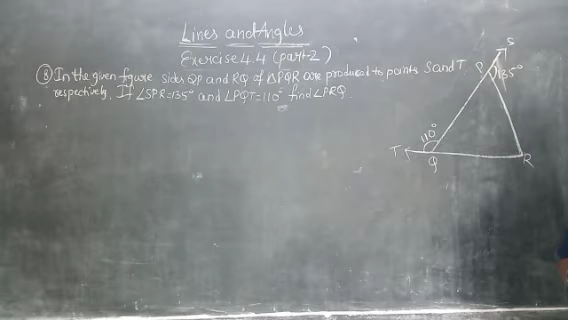 Lines and Angles
Exercise 4.4 (part-2)
⑧ In the given figure sides QP and RQ of ΔPQR are produced to points S and T
respectively. If ∠SPR=135° and ∠PQT=110° find ∠PRQ.
S
P
135°
110°
T
Q
R